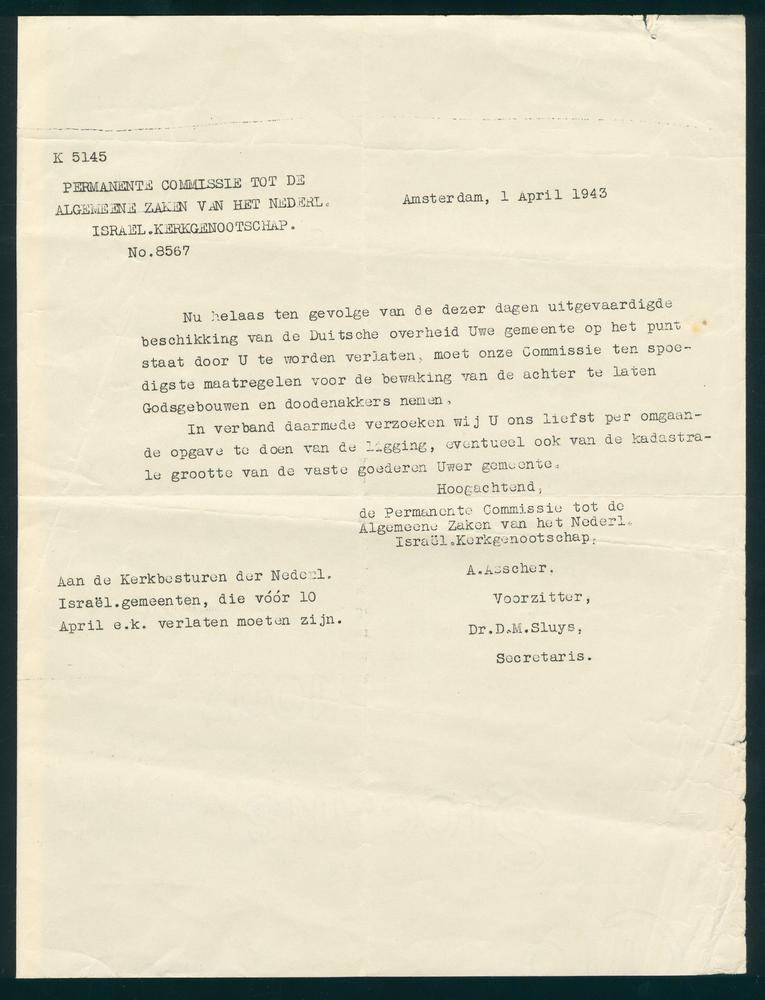 K 5145
PERMANENTE COMMISSIE TOT DE
ALGEMEENE ZAKEN VAN HET NEDERL.
ISRAEL.KERKGENOOTSCHAP.
No.8567
Amsterdam, 1 April 1943
Nu helaas ten gevolge van de dezer dagen uitgevaardigde
beschikking van de Duitsche overheid Uwe gemeente op het punt
staat door U te worden verlaten, moet onze Commissie ten spoe-
digste maatregelen voor de bewaking van de achter te laten
Godsgebouwen en doodenakkers nemen,
In verband daarmede verzoeken wij U ons liefst per omgaan-
de opgave te doen van de ligging, eventueel ook van de kadastra-
le grootte van de vaste goederen Uwer gemeente.
Hoogachtend,
de Permanente Commissie tot de
Algemeene Zaken van het Nederl.
Israël.Kerkgenootschap.
Aan de Kerkbesturen der Nederl.
Israël.gemeenten, die vóór 10
April e.k. verlaten moeten zijn.
A.Asscher.
Voorzitter,
Dr.D.M.Sluys,
Secretaris.